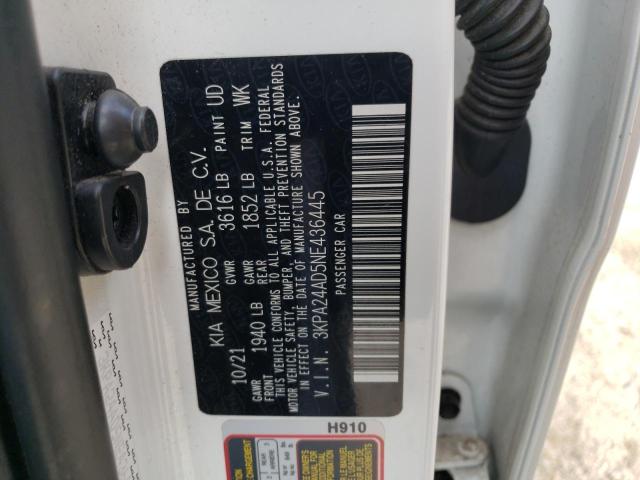 MANUFACTURED BY
KIA MEXICO S.A. DE C.V.
10/21 GVWR 3616 LB PAINT UD
GAWR FRONT 1940 LB GAWR REAR 1852 LB TRIM WK
THIS VEHICLE CONFORMS TO ALL APPLICABLE U.S.A. FEDERAL
MOTOR VEHICLE SAFETY, BUMPER, AND THEFT PREVENTION STANDARDS
IN EFFECT ON THE DATE OF MANUFACTURE SHOWN ABOVE.
V.I.N. 3KPA24AD5NE436445
PASSENGER CAR
H910